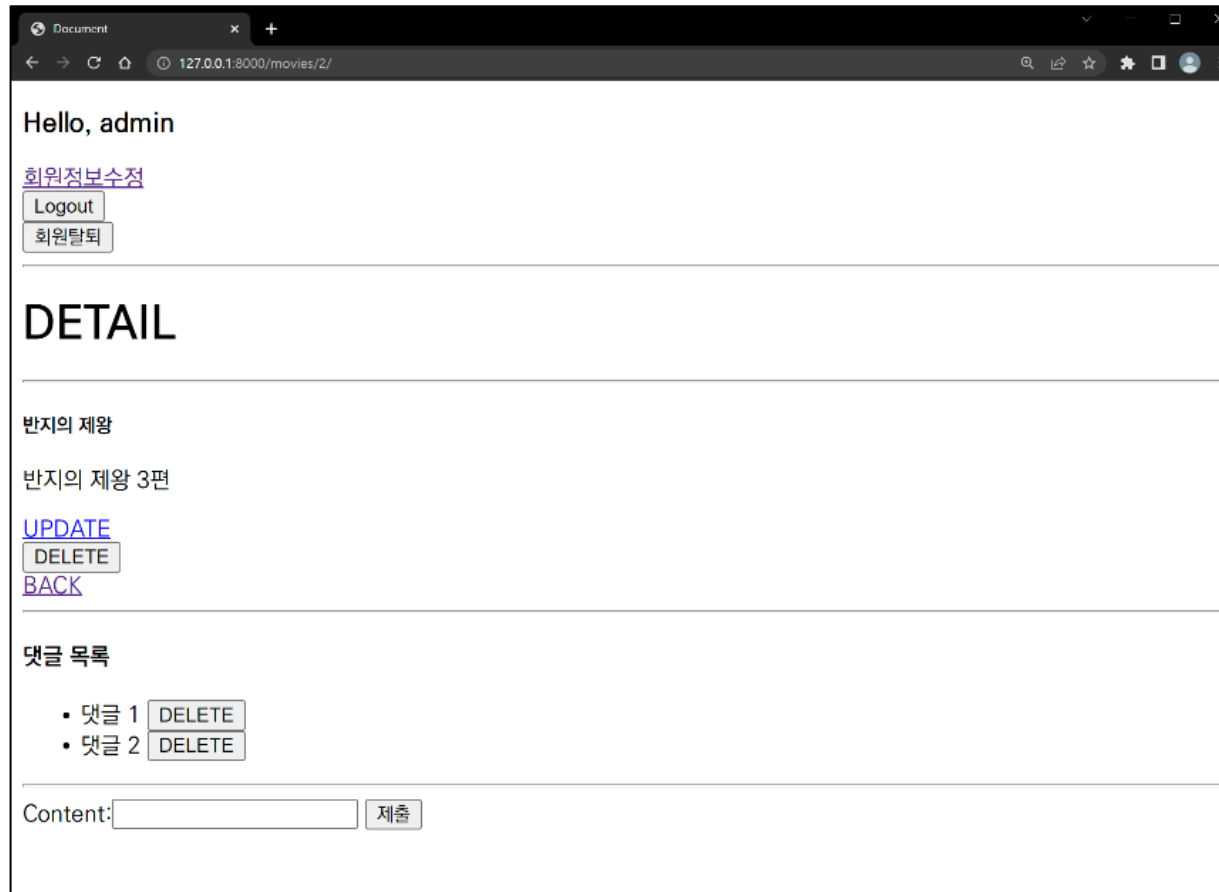 Document
127.0.0.1:8000/movies/2/
Hello, admin
회원정보수정
Logout
회원탈퇴
DETAIL
반지의 제왕
반지의 제왕 3편
UPDATE
DELETE
BACK
댓글 목록
댓글 1 DELETE
댓글 2 DELETE
Content: 제출